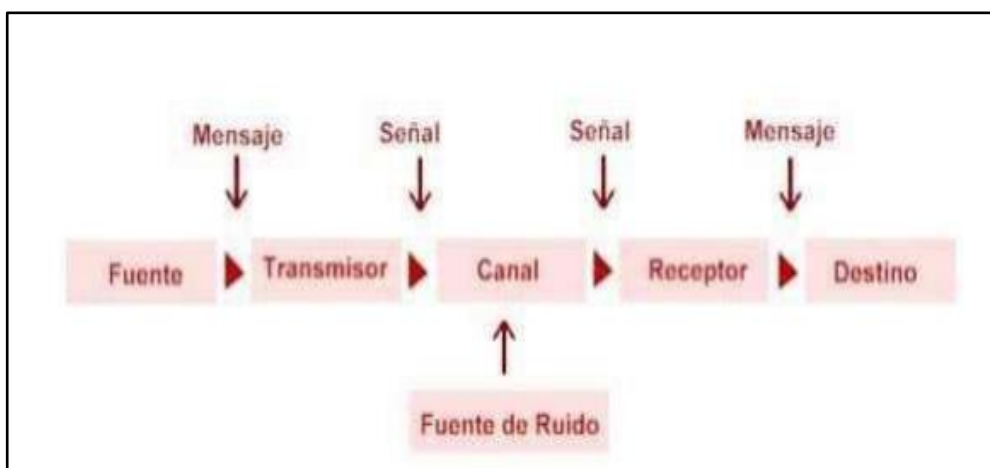 Mensaje Señal Señal Mensaje
Fuente Transmisor Canal Receptor Destino
Fuente de Ruido